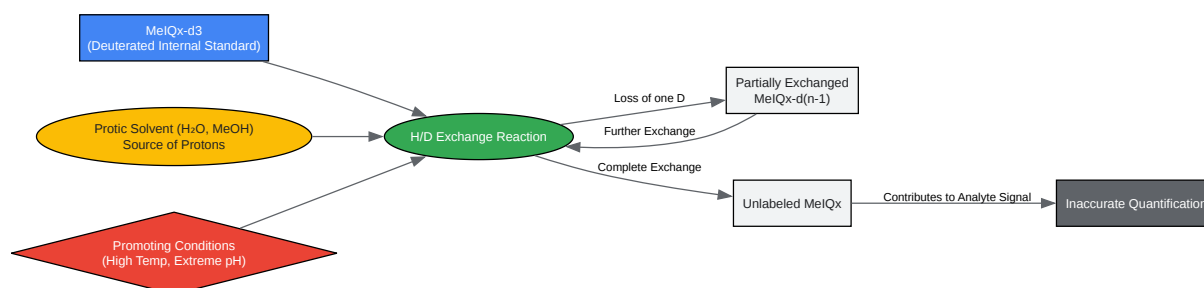 MeIQx-d3
(Deuterated Internal Standard)
Protic Solvent (H₂O, MeOH)
Source of Protons
Promoting Conditions
(High Temp, Extreme pH)
H/D Exchange Reaction
Loss of one D
Further Exchange
Complete Exchange
Partially Exchanged
MeIQx-d(n-1)
Unlabeled MeIQx
Contributes to Analyte Signal
Inaccurate Quantification